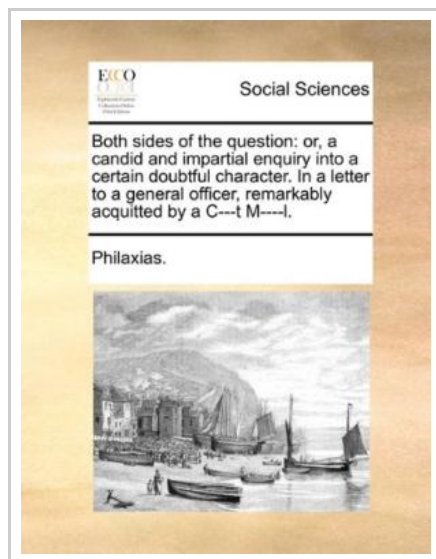 ECCO
Social Sciences
Both sides of the question: or, a
candid and impartial enquiry into a
certain doubtful character. In a letter
to a general officer, remarkably
acquitted by a C---t M----l.
Philaxias.